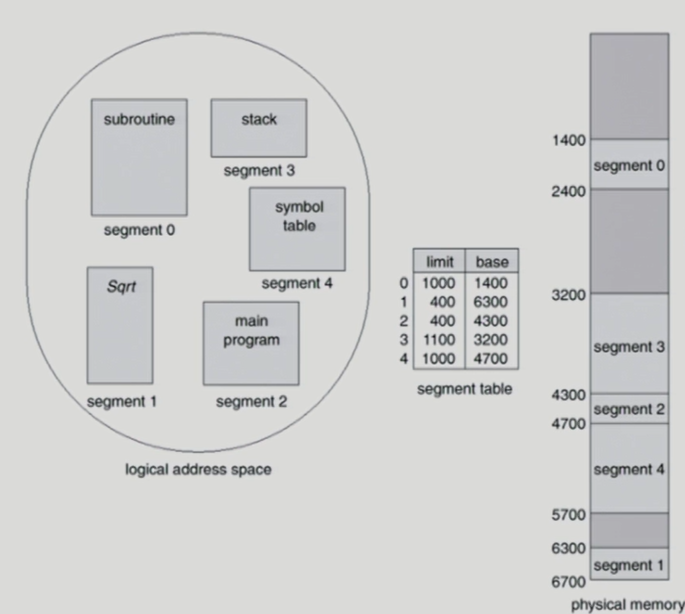 subroutine
stack
segment 3
segment 0
symbol
table
segment 4
Sqrt
main
program
segment 1
segment 2
logical address space
limit base
0 1000 1400
1 400 6300
2 400 4300
3 1100 3200
4 1000 4700
segment table
1400
segment 0
2400
3200
segment 3
4300
segment 2
4700
segment 4
5700
6300
segment 1
6700
physical memory